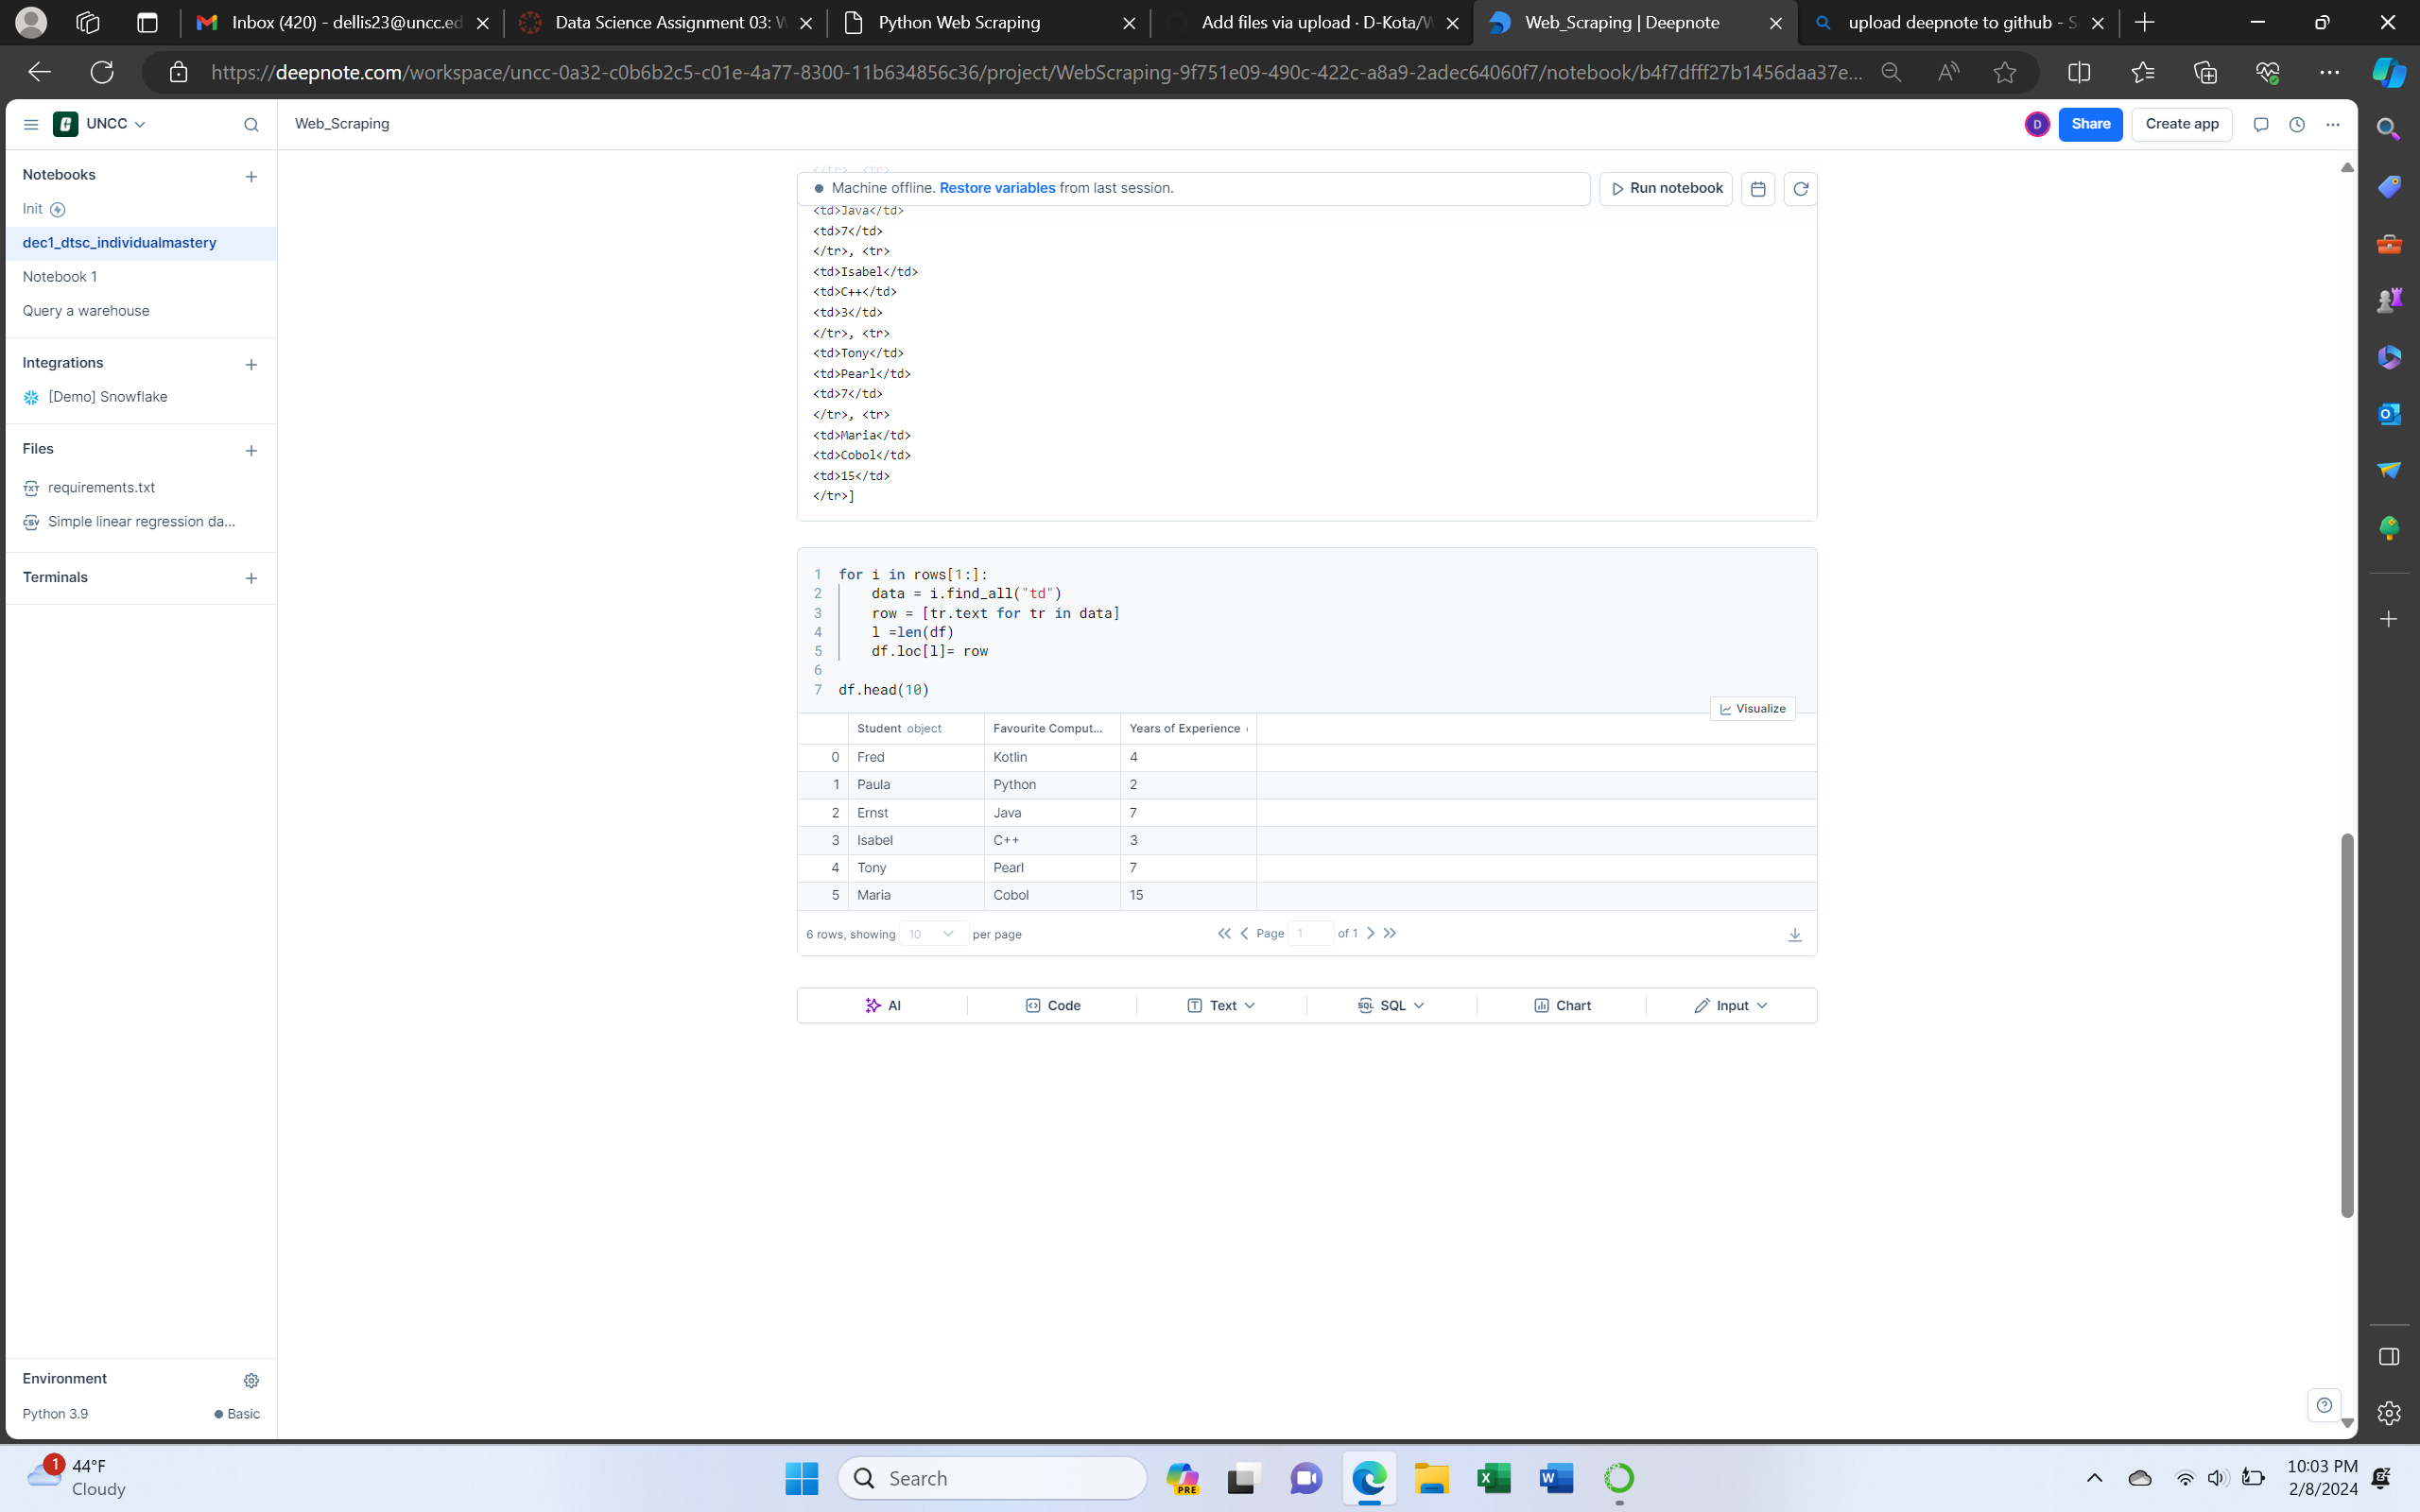 Inbox (420) - dellis23@uncc.ed
Data Science Assignment 03: W
Python Web Scraping
Add files via upload · D-Kota/W
Web_Scraping | Deepnote
upload deepnote to github - S
https://deepnote.com/workspace/uncc-0a32-c0b6b2c5-c01e-4a77-8300-11b634856c36/project/WebScraping-9f751e09-490c-422c-a8a9-2adec64060f7/notebook/b4f7dfff27b1456daa37e...
UNCC
Web_Scraping
D
Share
Create app
Notebooks
Init
dec1_dtsc_individualmastery
Notebook 1
Query a warehouse
Integrations
[Demo] Snowflake
Files
TXT requirements.txt
CSV Simple linear regression da...
Terminals
Environment
Python 3.9
Basic
</tr>, <tr>
Machine offline. Restore variables from last session.
Run notebook
<td>Java</td>
<td>7</td>
</tr>, <tr>
<td>Isabel</td>
<td>C++</td>
<td>3</td>
</tr>, <tr>
<td>Tony</td>
<td>Pearl</td>
<td>7</td>
</tr>, <tr>
<td>Maria</td>
<td>Cobol</td>
<td>15</td>
</tr>]
1 for i in rows[1:]:
2 data = i.find_all("td")
3 row = [tr.text for tr in data]
4 l =len(df)
5 df.loc[l]= row
6
7 df.head(10)
Visualize
Student object Favourite Comput... Years of Experience
0 Fred Kotlin 4
1 Paula Python 2
2 Ernst Java 7
3 Isabel C++ 3
4 Tony Pearl 7
5 Maria Cobol 15
6 rows, showing 10 per page
Page 1 of 1
AI
Code
Text
SQL SQL
Chart
Input
1
44°F
Cloudy
Search
PRE
10:03 PM
2/8/2024